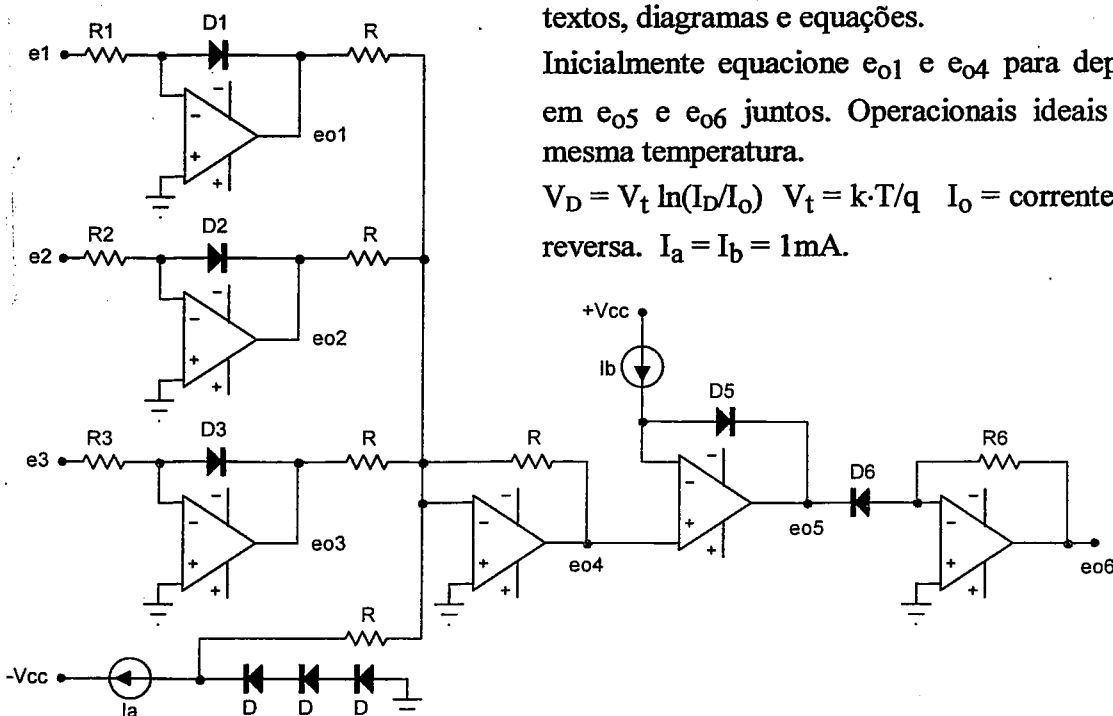 textos, diagramas e equações.
Inicialmente equacione eo1 e eo4 para dep
em eo5 e eo6 juntos. Operacionais ideais
mesma temperatura.
VD = Vt ln(ID/Io) Vt = k·T/q Io = corrente
reversa. Ia = Ib = 1mA.
e1 R1 D1 R
eo1
e2 R2 D2 R
eo2
+Vcc
Ib
D5
e3 R3 D3 R R R6
D6
eo3 eo4 eo5 eo6
R
-Vcc
Ia D D D